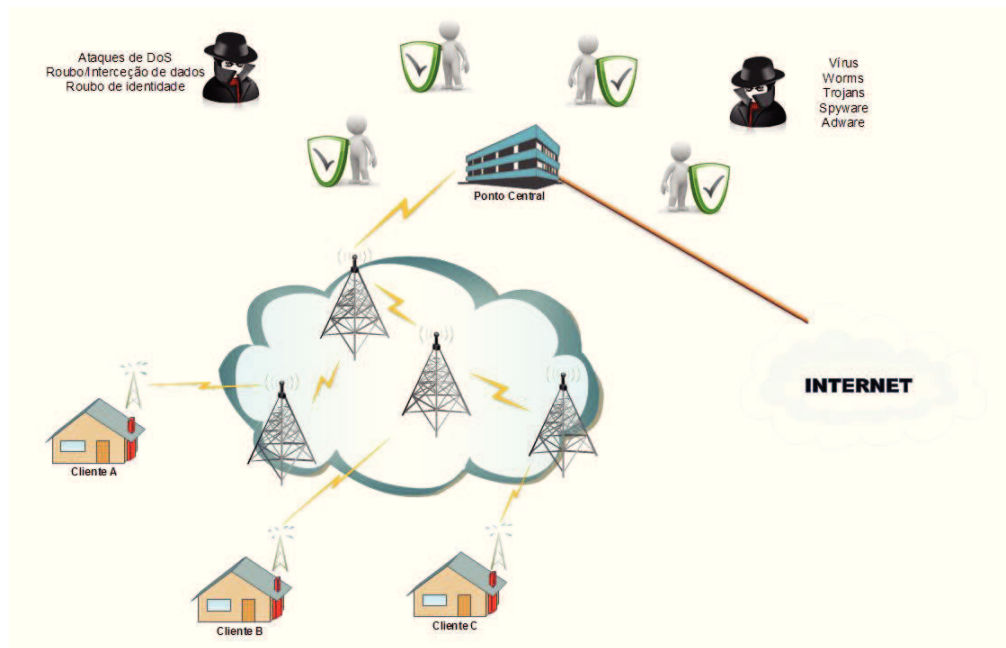 Ataques de DoS
Roubo/Interceção de dados
Roubo de identidade
Vírus
Worms
Trojans
Spyware
Adware
Ponto Central
INTERNET
Cliente A
Cliente B
Cliente C